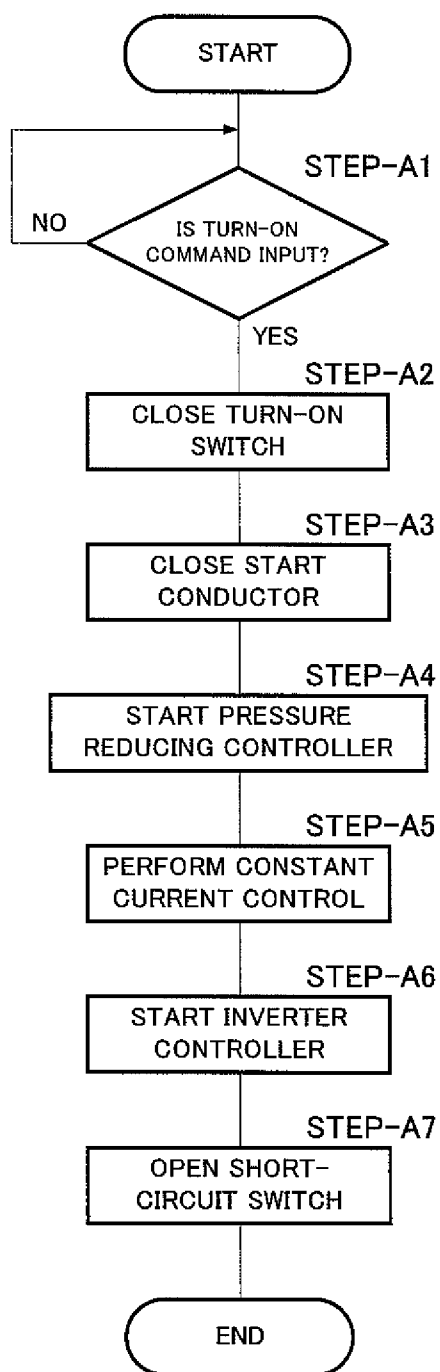 START
STEP-A1
NO
IS TURN-ON
COMMAND INPUT?
YES
STEP-A2
CLOSE TURN-ON
SWITCH
STEP-A3
CLOSE START
CONDUCTOR
STEP-A4
START PRESSURE
REDUCING CONTROLLER
STEP-A5
PERFORM CONSTANT
CURRENT CONTROL
STEP-A6
START INVERTER
CONTROLLER
STEP-A7
OPEN SHORT-
CIRCUIT SWITCH
END